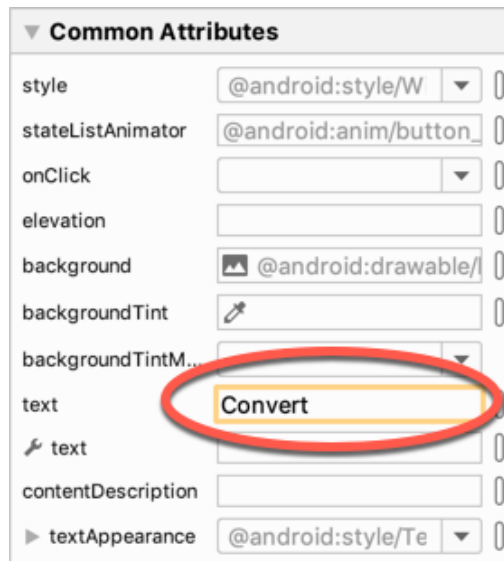 Common Attributes
style @android:style/Wi
stateListAnimator @android:anim/button_
onClick
elevation
background @android:drawable/l
backgroundTint
backgroundTintM...
text Convert
text
contentDescription
textAppearance @android:style/Te